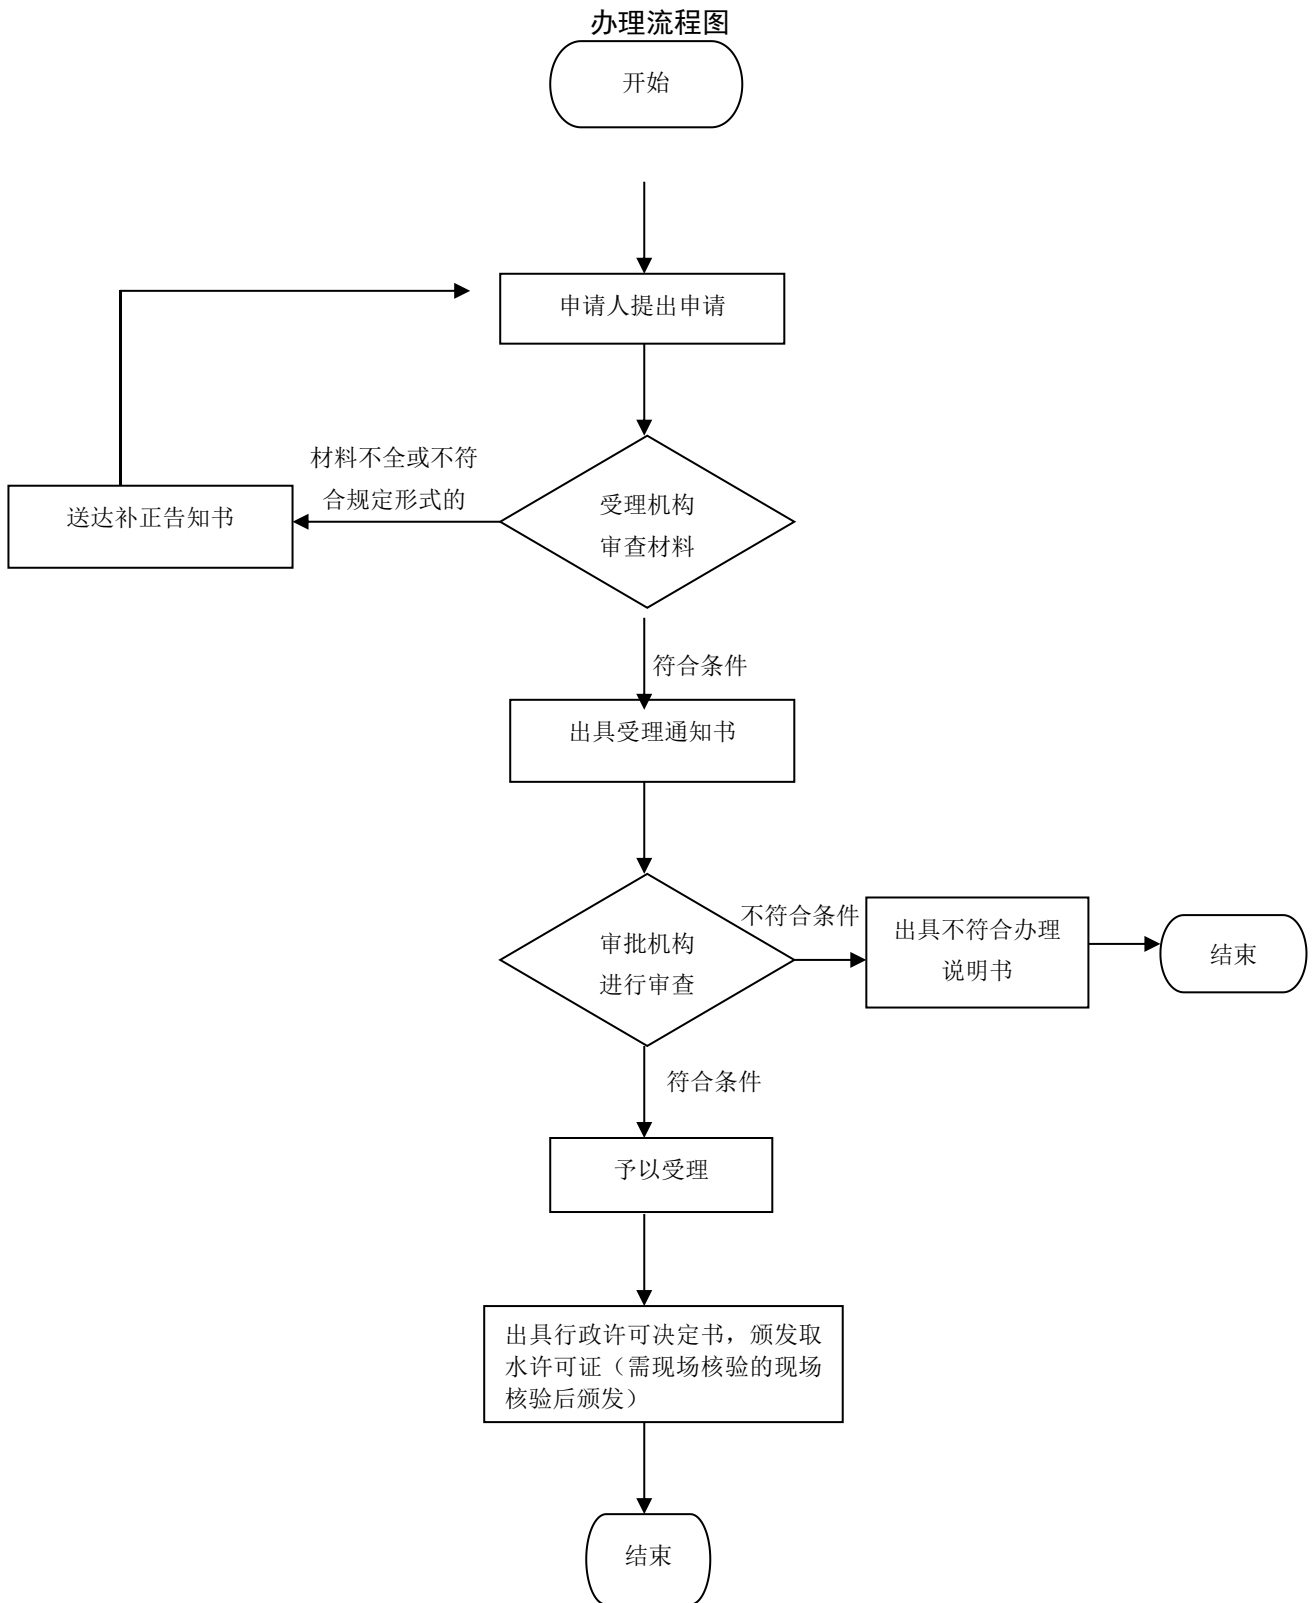 办理流程图
开始
申请人提出申请
材料不全或不符
合规定形式的
送达补正告知书
受理机构
审查材料
符合条件
出具受理通知书
不符合条件
审批机构
进行审查
出具不符合办理
说明书
结束
符合条件
予以受理
出具行政许可决定书，颁发取
水许可证（需现场核验的现场
核验后颁发）
结束